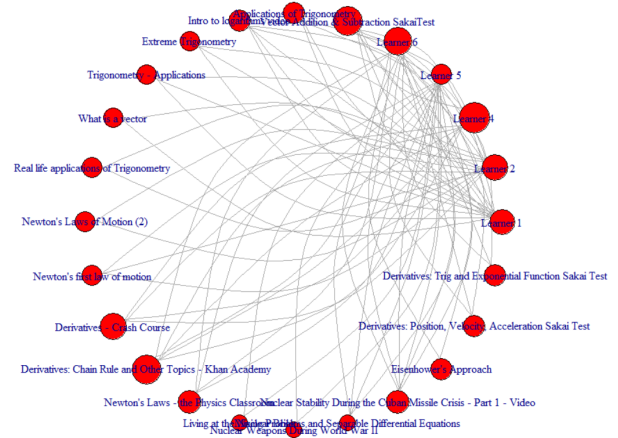 Applications of Trigonometry
Intro to logarithms
Vector Addition & Subtraction SakaiTest
Extreme Trigonometry
Learner 6
Trigonometry - Applications
Learner 5
What is a vector
Learner 4
Real life applications of Trigonometry
Learner 2
Newton's Laws of Motion (2)
Learner 1
Newton's first law of motion
Derivatives: Trig and Exponential Function Sakai Test
Derivatives - Crash Course
Derivatives: Position, Velocity, Acceleration Sakai Test
Derivatives: Chain Rule and Other Topics - Khan Academy
Eisenhower's Approach
Newton's Laws - the Physics Classroom
Nuclear Stability During the Cuban Missile Crisis - Part 1 - Video
Living at the
and Separable Differential Equations
Nuclear Weapons During World War II